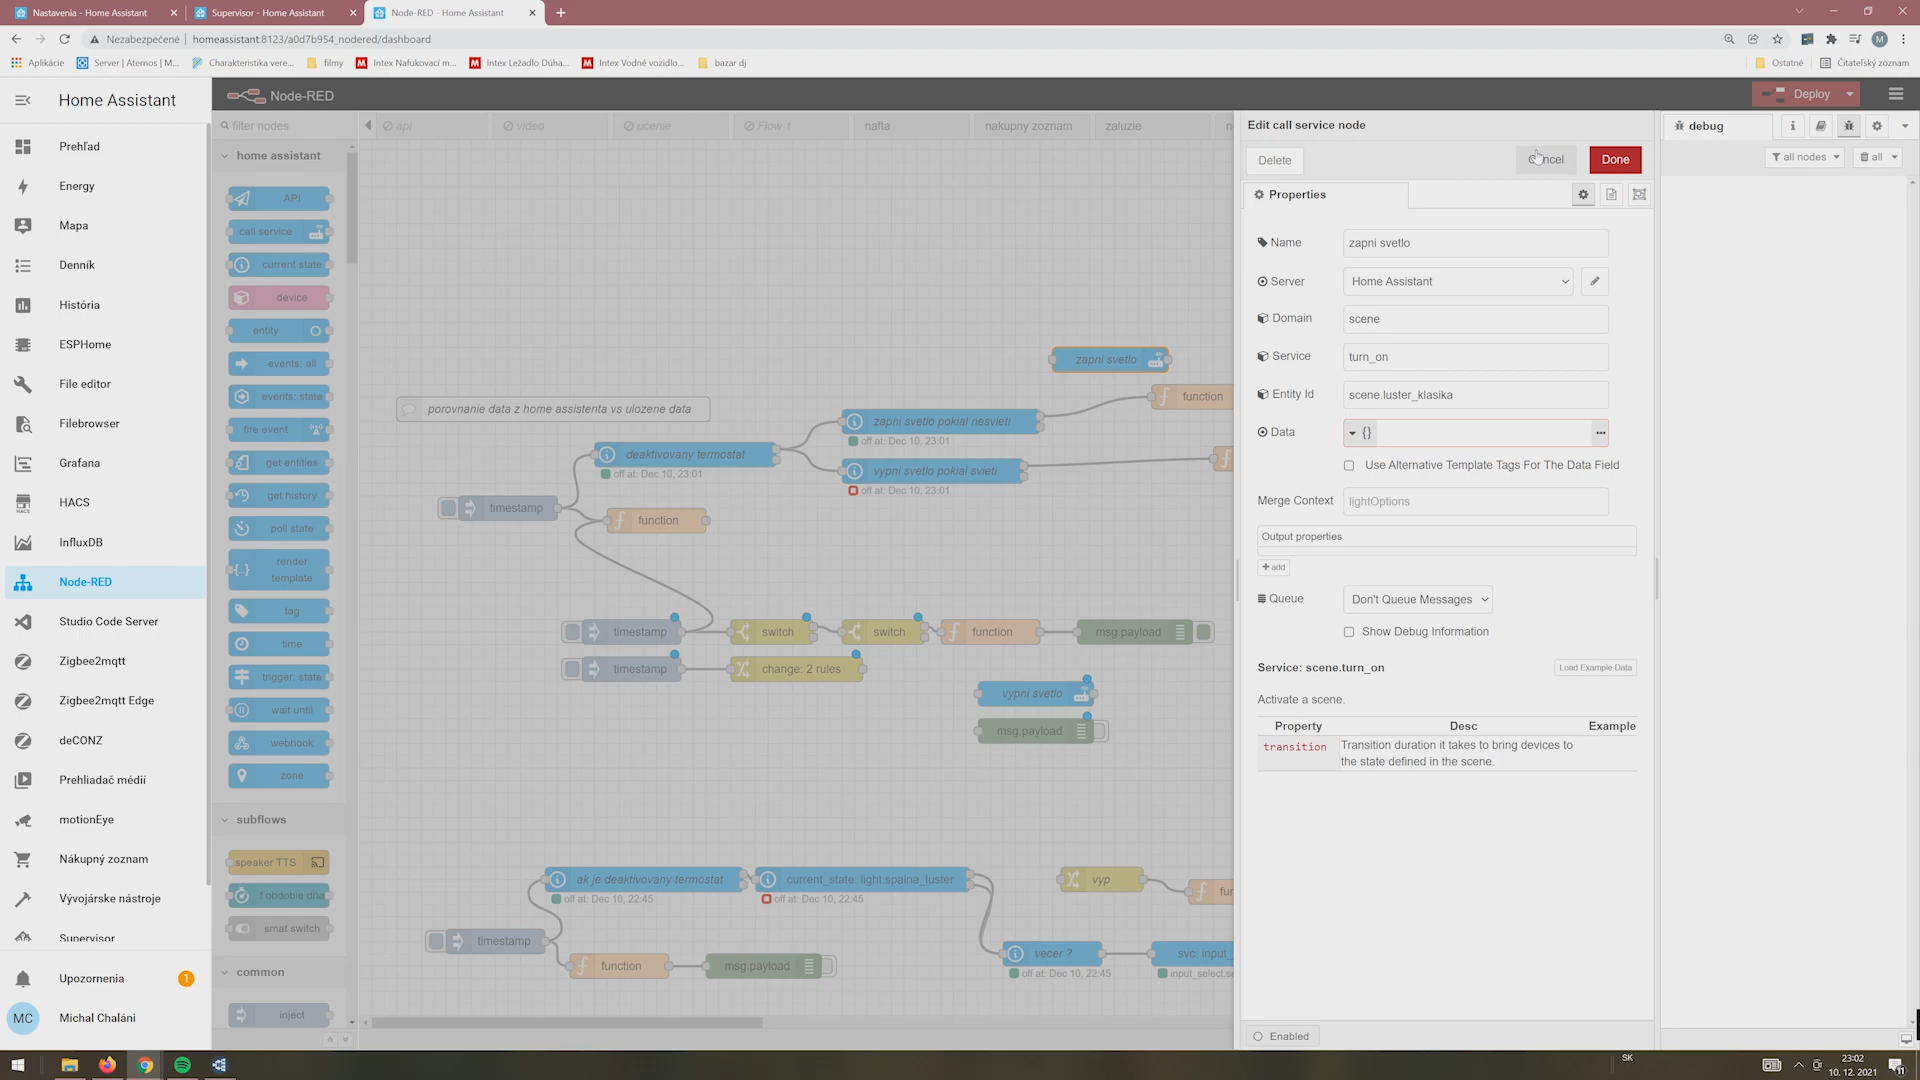 Nastavenia - Home Assistant
Supervisor - Home Assistant
Node-RED - Home Assistant
Nezabezpečené | homeassistant:8123/a0d7b954_nodered/dashboard
M
Aplikácie
Server | Aternos | M...
Charakteristika vere...
filmy
Intex Nafukovací m...
Intex Ležadlo Dúha...
Intex Vodné vozidlo...
bazar dj
Ostatné
Čitateľský zoznam
Home Assistant
Prehľad
Energy
Mapa
Denník
História
ESPHome
File editor
Filebrowser
Grafana
HACS
InfluxDB
Node-RED
Studio Code Server
Zigbee2mqtt
Zigbee2mqtt Edge
deCONZ
Prehliadač médií
motionEye
Nákupný zoznam
Vývojárske nástroje
Supervisor
Upozornenia 1
MC Michal Chaláni
Node-RED
Deploy
filter nodes
home assistant
API
call service
current state
device
entity
events: all
events: state
fire event
get entities
get history
poll state
render template
tag
time
trigger: state
wait until
webhook
zone
subflows
speaker TTS
f obdobie dňa
smat switch
common
inject
api
video
ucenie
Flow 1
nafta
nakupny zoznam
zaluzie
zapni svetlo
function
porovnanie data z home assistenta vs ulozene data
zapni svetlo pokial nesvieti
off at: Dec 10, 23:01
deaktivovany termostat
off at: Dec 10, 23:01
vypni svetlo pokial svieti
off at: Dec 10, 23:01
timestamp
function
timestamp
switch
switch
function
msg.payload
timestamp
change: 2 rules
vypni svetlo
msg.payload
ak je deaktivovany termostat
off at: Dec 10, 22:45
current_state: light.spalna_luster
off at: Dec 10, 22:45
vyp
fur
timestamp
function
msg.payload
vecer ?
off at: Dec 10, 22:45
svc: input_
input_select.se
Edit call service node
Delete
Cancel
Done
Properties
Name
zapni svetlo
Server
Home Assistant
Domain
scene
Service
turn_on
Entity Id
scene.luster_klasika
Data
{}
Use Alternative Template Tags For The Data Field
Merge Context
lightOptions
Output properties
+ add
Queue
Don't Queue Messages
Show Debug Information
Service: scene.turn_on
Load Example Data
Activate a scene.
Property Desc Example
transition Transition duration it takes to bring devices to
the state defined in the scene.
Enabled
debug
all nodes
all
SK
23:02
10. 12. 2021
11